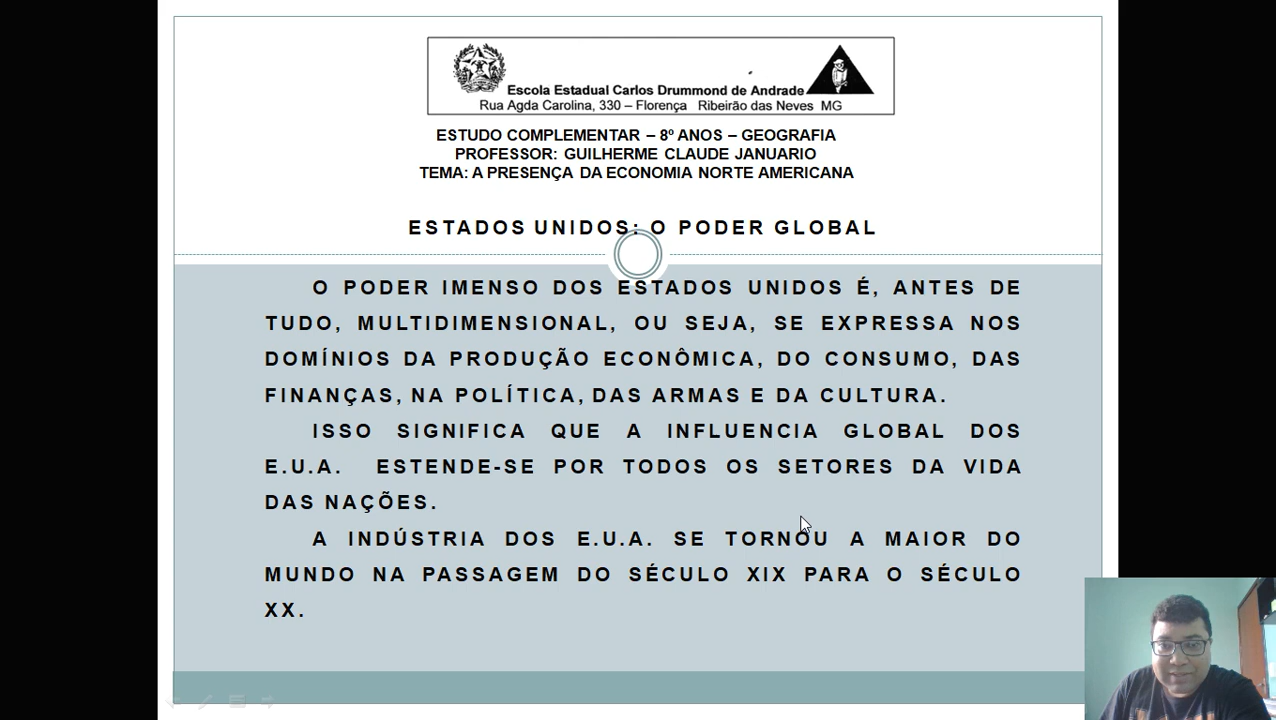 Escola Estadual Carlos Drummond de Andrade
Rua Agda Carolina, 330 – Florença Ribeirão das Neves MG
ESTUDO COMPLEMENTAR – 8º ANOS – GEOGRAFIA
PROFESSOR: GUILHERME CLAUDE JANUARIO
TEMA: A PRESENÇA DA ECONOMIA NORTE AMERICANA
ESTADOS UNIDOS: O PODER GLOBAL
O PODER IMENSO DOS ESTADOS UNIDOS É, ANTES DE
TUDO, MULTIDIMENSIONAL, OU SEJA, SE EXPRESSA NOS
DOMÍNIOS DA PRODUÇÃO ECONÔMICA, DO CONSUMO, DAS
FINANÇAS, NA POLÍTICA, DAS ARMAS E DA CULTURA.
ISSO SIGNIFICA QUE A INFLUENCIA GLOBAL DOS
E.U.A. ESTENDE-SE POR TODOS OS SETORES DA VIDA
DAS NAÇÕES.
A INDÚSTRIA DOS E.U.A. SE TORNOU A MAIOR DO
MUNDO NA PASSAGEM DO SÉCULO XIX PARA O SÉCULO
XX.